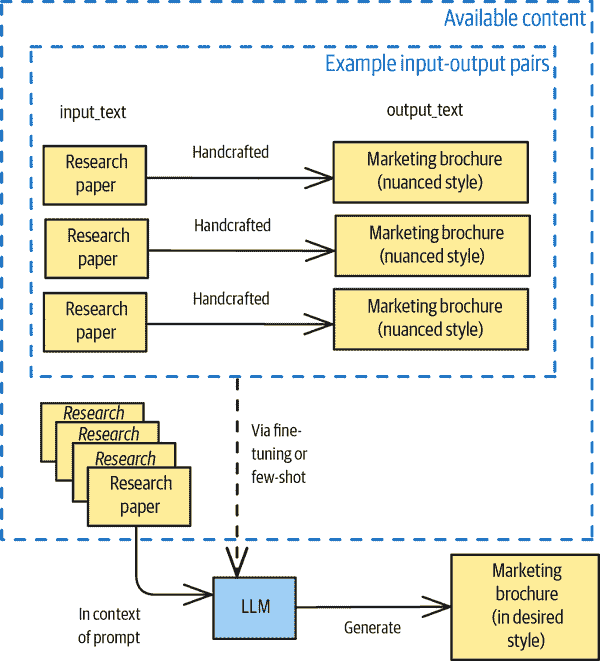 Available content
Example input-output pairs
input_text
output_text
Research
paper
Handcrafted
Marketing brochure
(nuanced style)
Research
paper
Handcrafted
Marketing brochure
(nuanced style)
Research
paper
Handcrafted
Marketing brochure
(nuanced style)
Research
Research
Research
Research
paper
Via fine-
tuning or
few-shot
In context
of prompt
LLM
Generate
Marketing
brochure
(in desired
style)